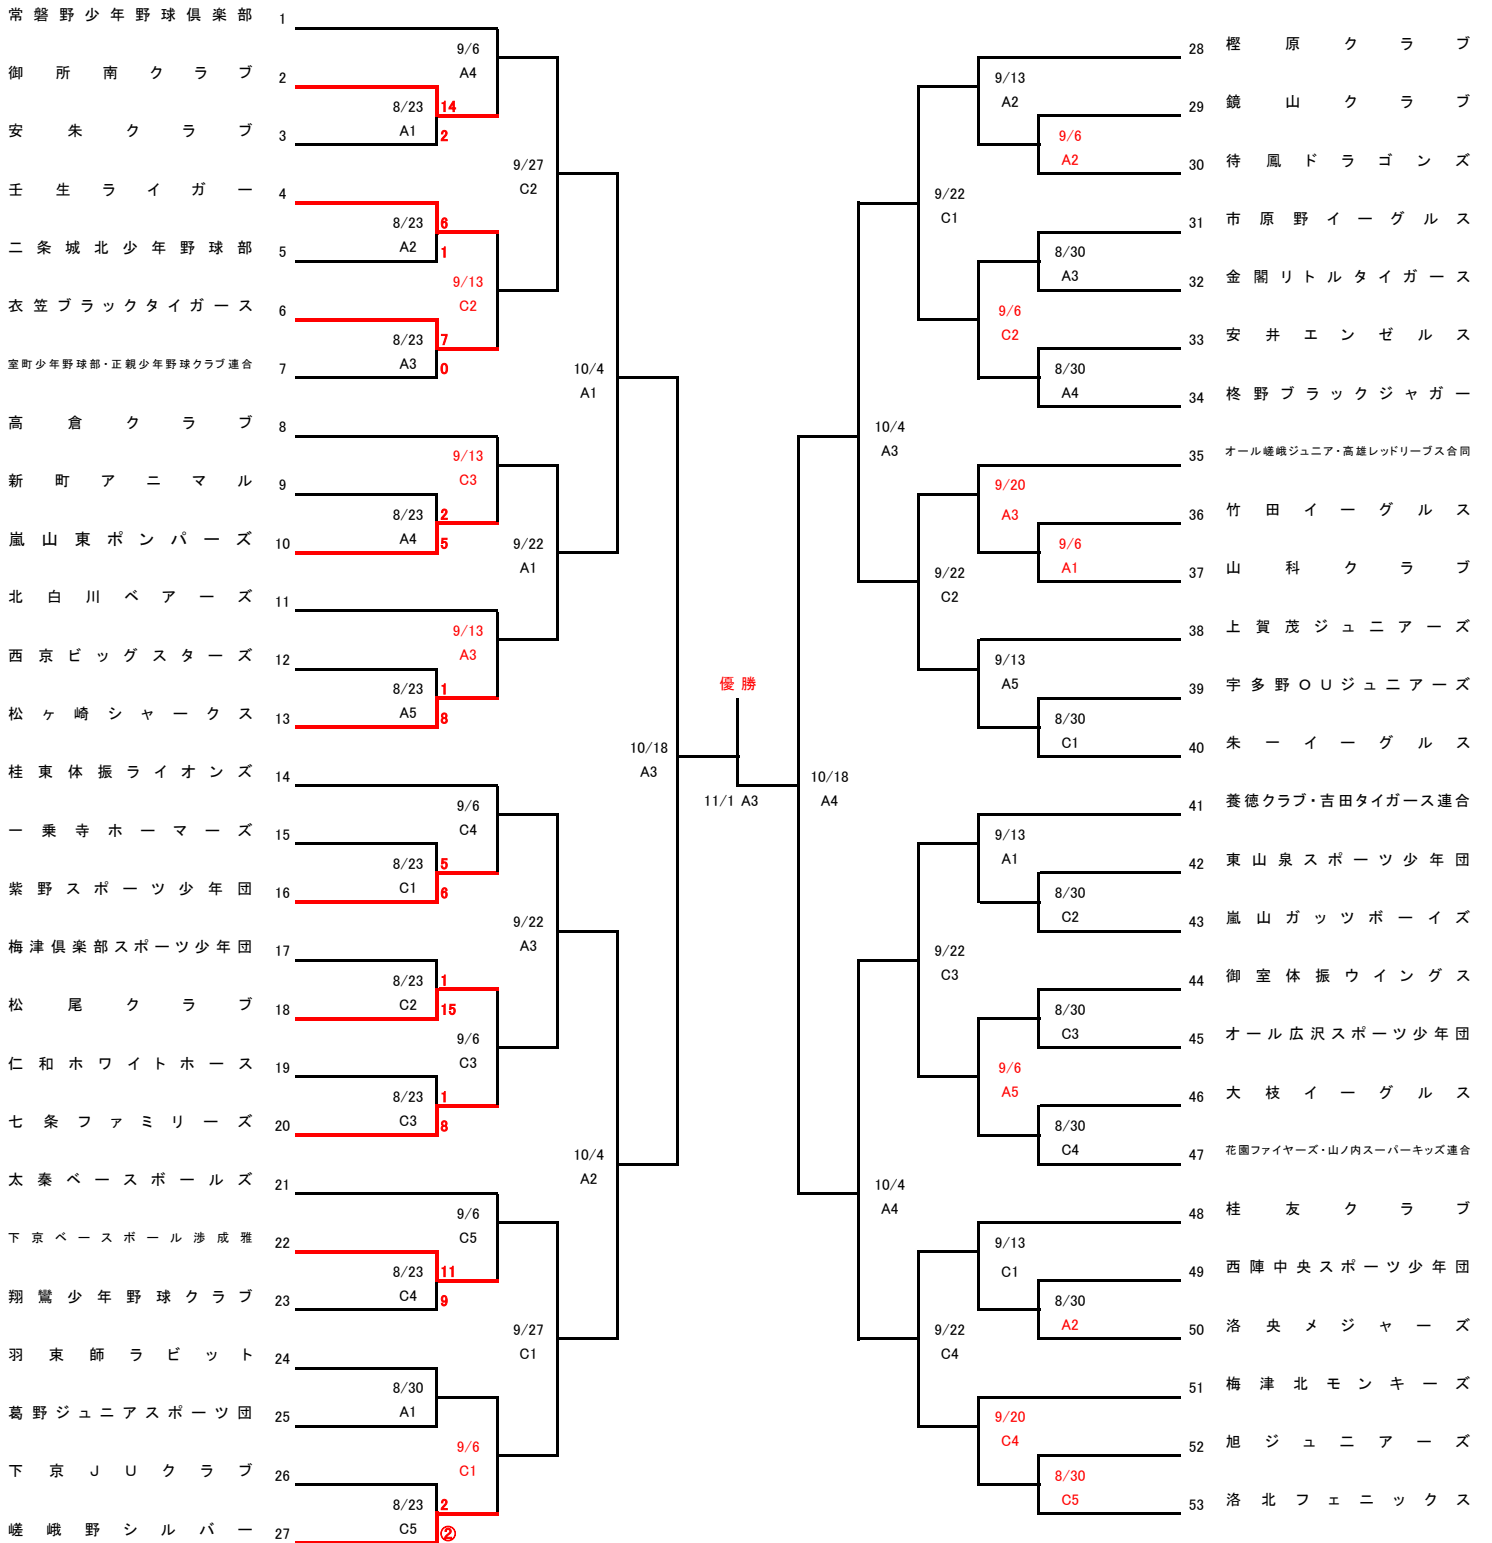 常磐野少年野球倶楽部 1
9/6
A4
御所南クラブ 2
8/23
A1
14
2
安朱クラブ 3
9/27
C2
壬生ライガー 4
8/23
A2
6
1
二条城北少年野球部 5
9/13
C2
衣笠ブラックタイガース 6
8/23
A3
7
0
室町少年野球部・正親少年野球クラブ連合 7
10/4
A1
高倉クラブ 8
9/13
C3
新町アニマル 9
8/23
A4
2
5
嵐山東ポンパーズ 10
9/22
A1
北白川ベアーズ 11
9/13
A3
西京ビッグスターズ 12
8/23
A5
1
8
松ヶ崎シャークス 13
10/18
A3
桂東体振ライオンズ 14
9/6
C4
一乗寺ホーマーズ 15
8/23
C1
5
6
紫野スポーツ少年団 16
9/22
A3
梅津倶楽部スポーツ少年団 17
8/23
C2
1
15
松尾クラブ 18
9/6
C3
仁和ホワイトホース 19
8/23
C3
1
8
七条ファミリーズ 20
10/4
A2
太秦ベースボールズ 21
9/6
C5
下京ベースボール渉成雅 22
8/23
C4
11
9
翔鸞少年野球クラブ 23
9/27
C1
羽束師ラビット 24
8/30
A1
葛野ジュニアスポーツ団 25
9/6
C1
下京JUクラブ 26
8/23
C5
2
②
嵯峨野シルバー 27
優勝
11/1 A3
28 樫原クラブ
9/13
A2
29 鏡山クラブ
9/6
A2
30 待鳳ドラゴンズ
9/22
C1
31 市原野イーグルス
8/30
A3
32 金閣リトルタイガース
9/6
C2
33 安井エンゼルス
8/30
A4
34 柊野ブラックジャガー
10/4
A3
35 オール嵯峨ジュニア・高雄レッドリーブス合同
9/20
A3
36 竹田イーグルス
9/6
A1
37 山科クラブ
9/22
C2
38 上賀茂ジュニアーズ
9/13
A5
39 宇多野OUジュニアーズ
8/30
C1
40 朱一イーグルス
10/18
A4
41 養徳クラブ・吉田タイガース連合
9/13
A1
42 東山泉スポーツ少年団
8/30
C2
43 嵐山ガッツボーイズ
9/22
C3
44 御室体振ウイングス
8/30
C3
45 オール広沢スポーツ少年団
9/6
A5
46 大枝イーグルス
8/30
C4
47 花園ファイヤーズ・山ノ内スーパーキッズ連合
10/4
A4
48 桂友クラブ
9/13
C1
49 西陣中央スポーツ少年団
8/30
A2
50 洛央メジャーズ
9/22
C4
51 梅津北モンキーズ
9/20
C4
52 旭ジュニアーズ
8/30
C5
53 洛北フェニックス